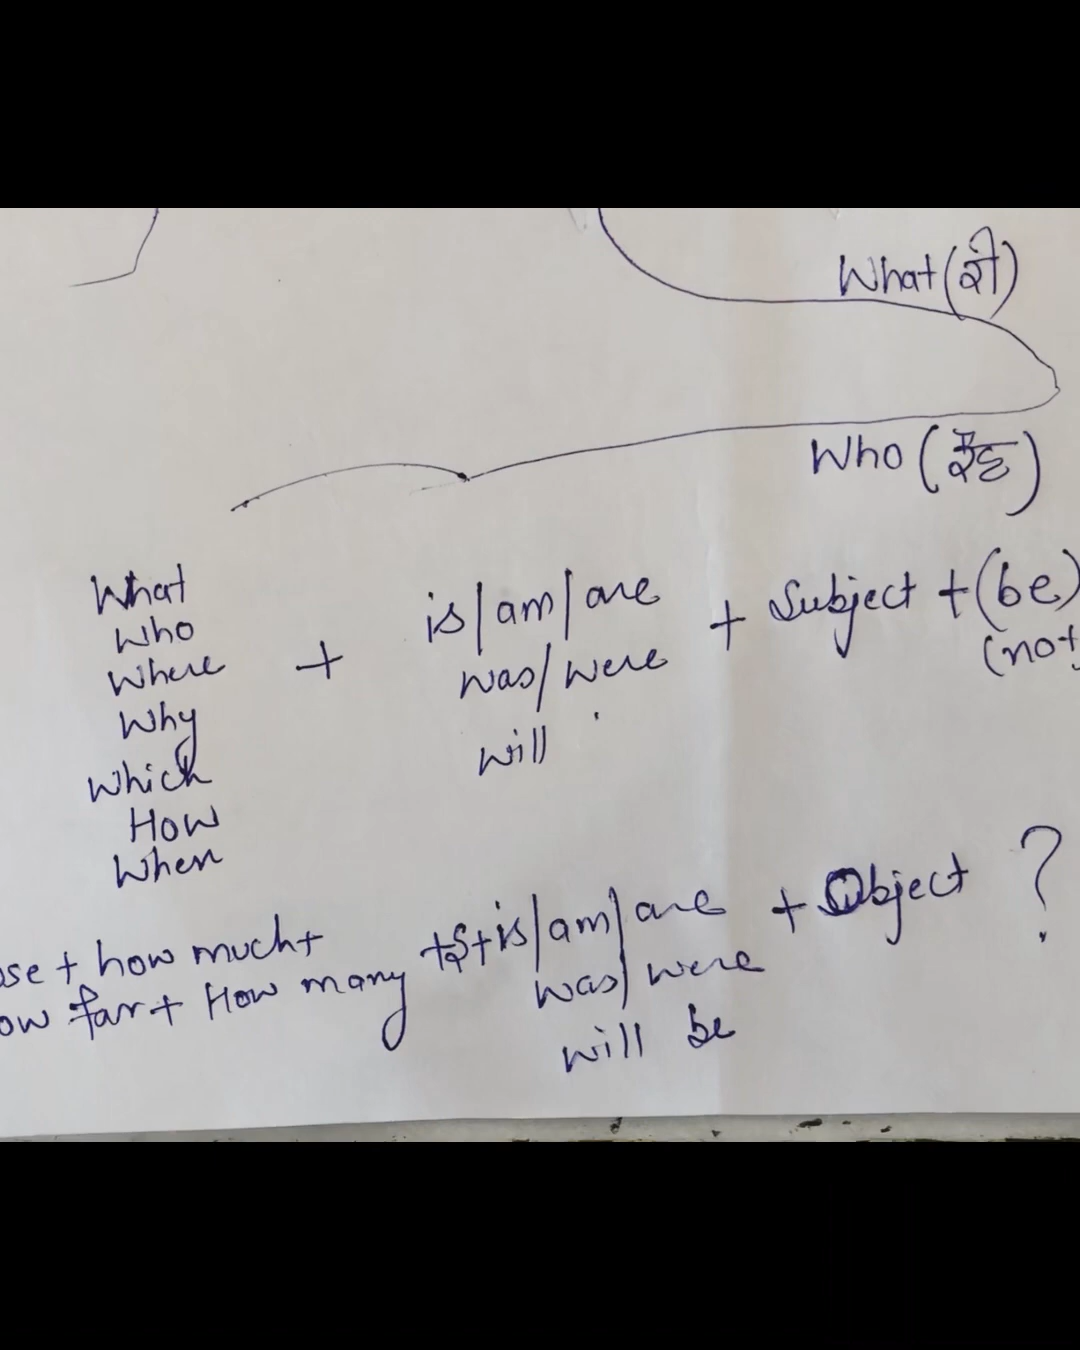 What (ਕੀ)
Who (ਕੌਣ)
What
Who
Where
Why
Which
How
When
+
is/am/are
was/were
will
+ Subject + (be)
(not
ose + how much+
ow far + How many
+S+is/am/are
was/were
will be
+ Object ?